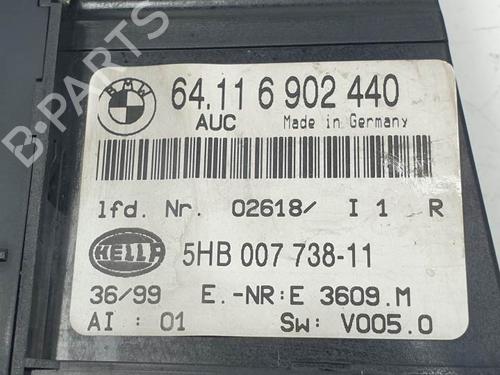 BMW
64.11 6 902 440
AUC Made in Germany
lfd. Nr. 02618/ I 1 R
HELLA
5HB 007 738-11
36/99 E.-NR:E 3609.M
AI : 01 Sw: V005.0
B-PARTS